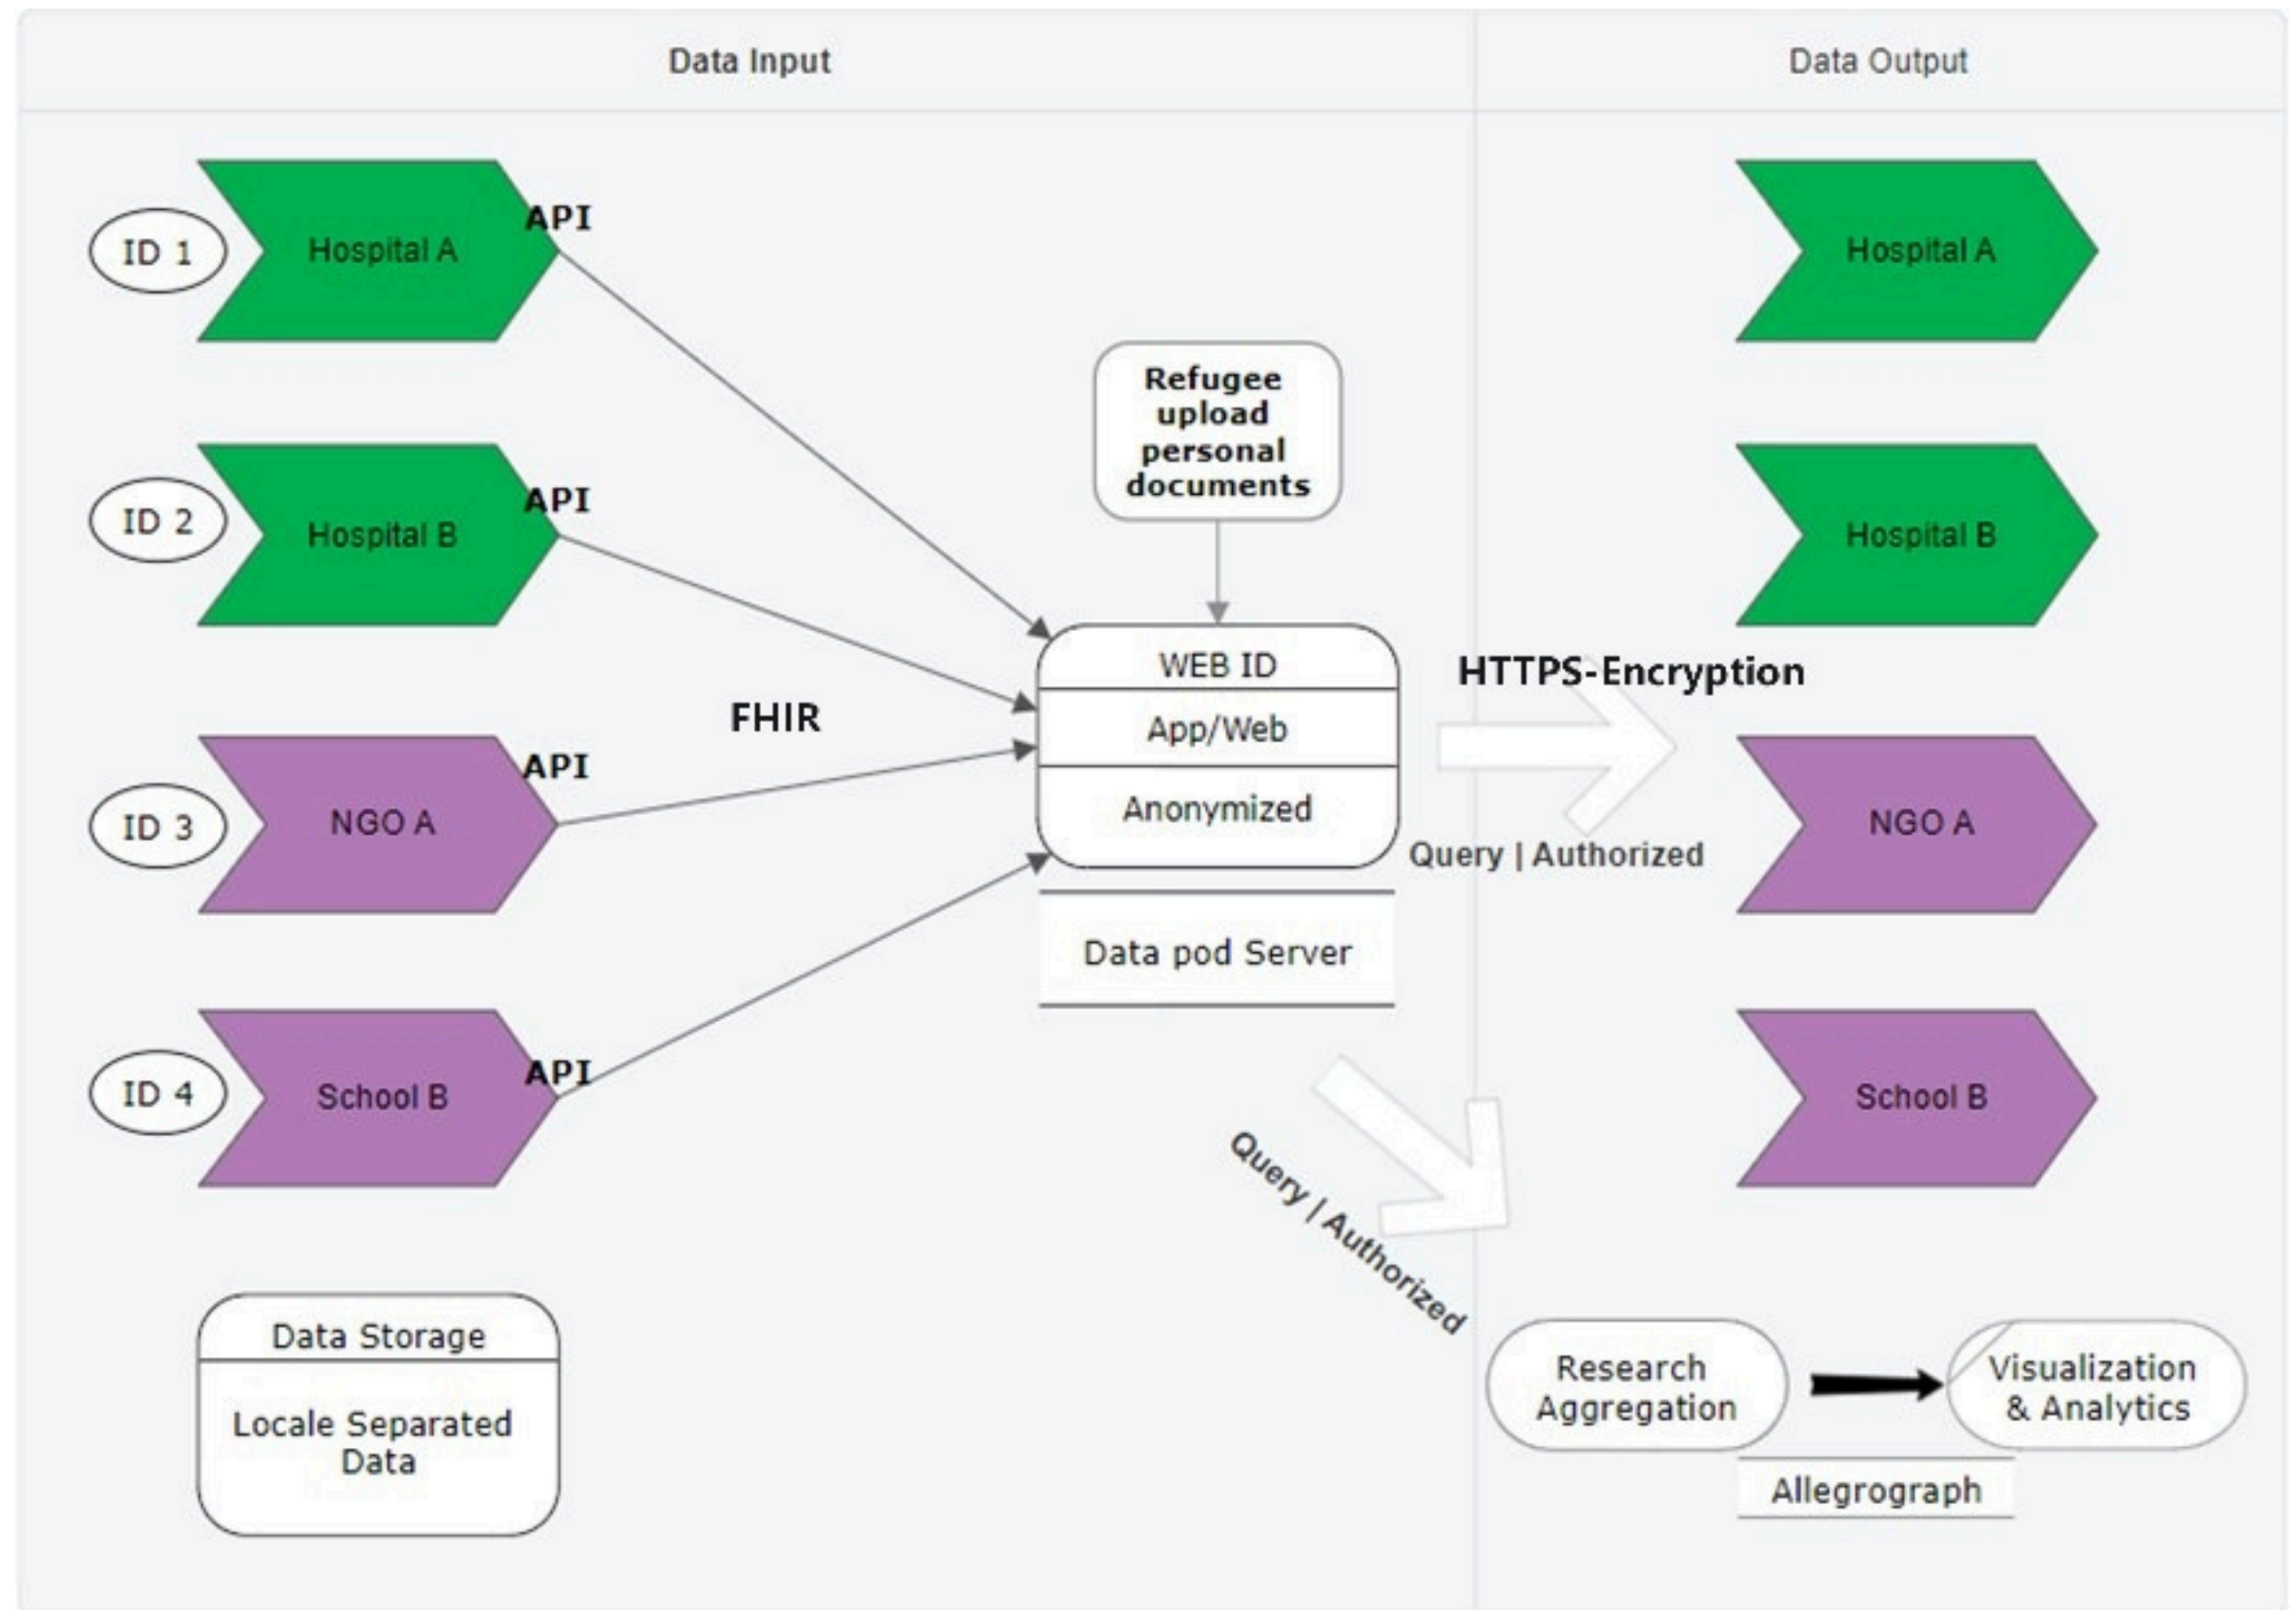 Data Input
Data Output
ID 1
Hospital A
API
Hospital A
ID 2
Hospital B
API
Refugee
upload
personal
documents
Hospital B
FHIR
WEB ID
App/Web
Anonymized
HTTPS-Encryption
Query | Authorized
ID 3
NGO A
API
NGO A
Data pod Server
ID 4
School B
API
School B
Query | Authorized
Data Storage
Locale Separated
Data
Research
Aggregation
Visualization
& Analytics
Allegrograph